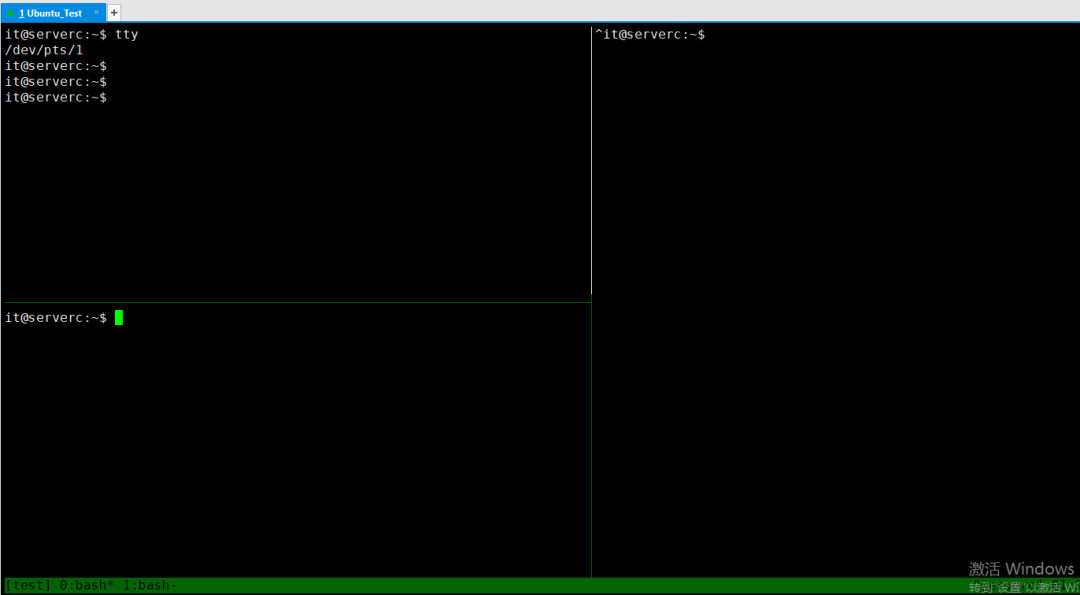 1 Ubuntu_Test × +
it@serverc:~$ tty
/dev/pts/1
it@serverc:~$
it@serverc:~$
it@serverc:~$
^it@serverc:~$
it@serverc:~$
激活 Windows
[test] 0:bash* 1:bash-
转到"设置"以激活 Wi